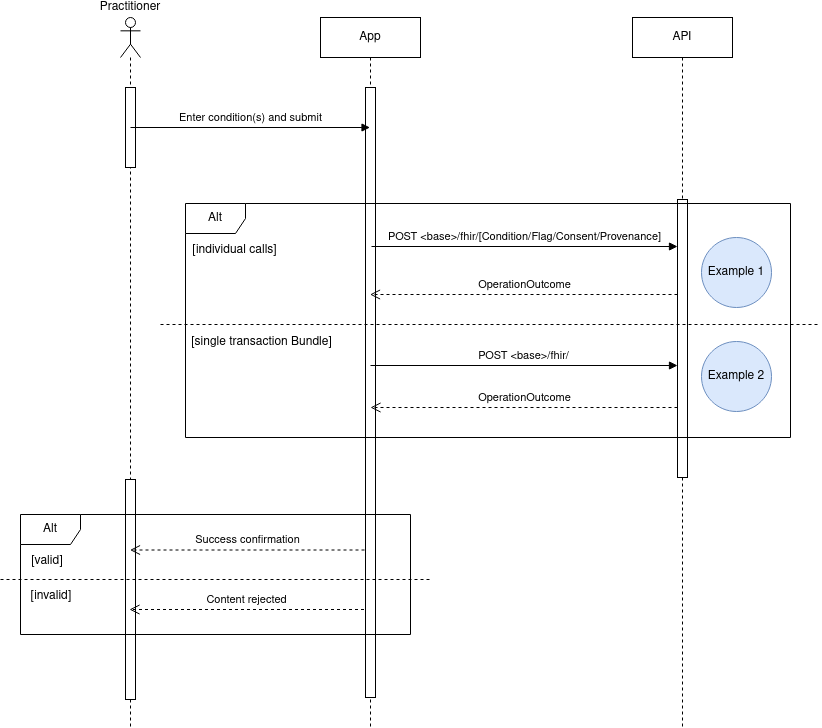 Practitioner
App
API
Enter condition(s) and submit
Alt
[individual calls]
POST <base>/fhir/[Condition/Flag/Consent/Provenance]
Example 1
OperationOutcome
[single transaction Bundle]
POST <base>/fhir/
Example 2
OperationOutcome
Alt
Success confirmation
[valid]
[invalid]
Content rejected